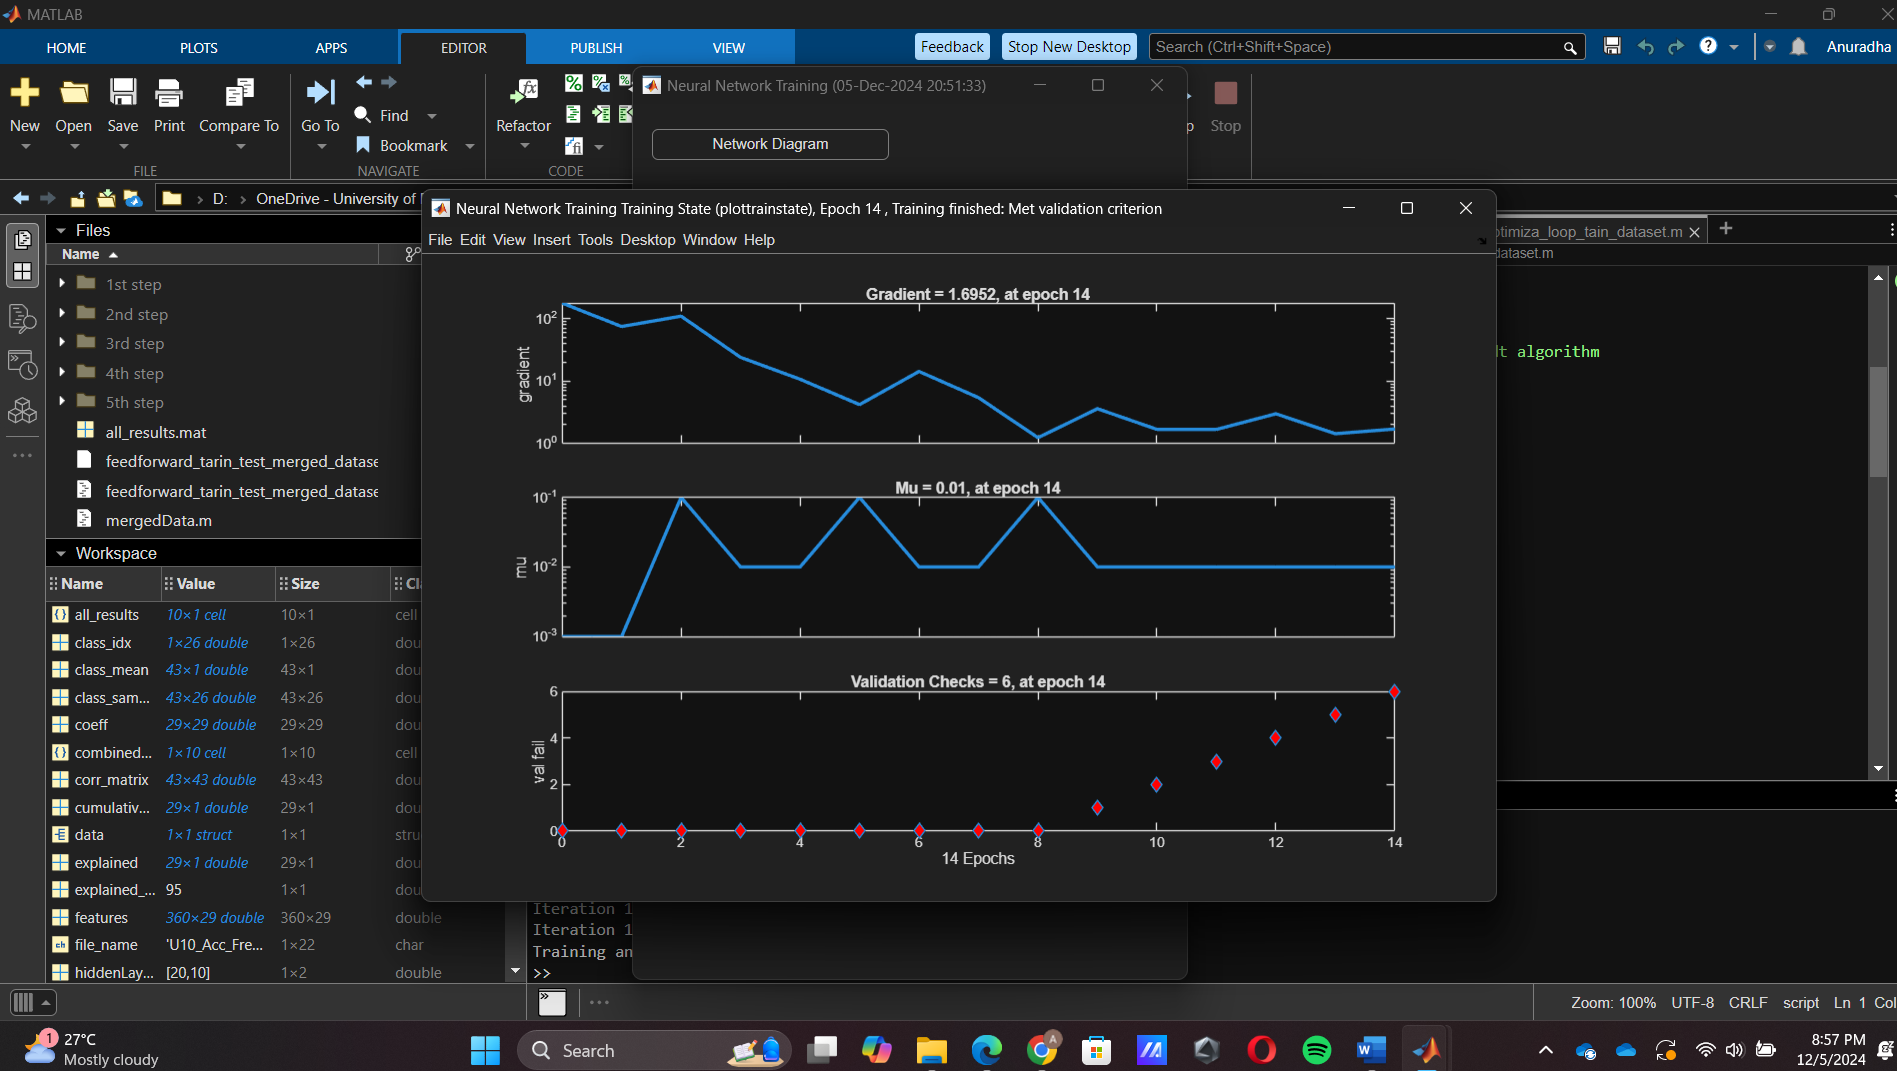 MATLAB
HOME PLOTS APPS EDITOR PUBLISH VIEW Feedback Stop New Desktop Search (Ctrl+Shift+Space) Anuradha
New Open Save Print Compare To Go To Find Bookmark Refactor Stop
FILE NAVIGATE CODE
Neural Network Training (05-Dec-2024 20:51:33)
Network Diagram
D: > OneDrive - University of
Neural Network Training Training State (plottrainstate), Epoch 14 , Training finished: Met validation criterion
File Edit View Insert Tools Desktop Window Help
Files
Name
1st step
2nd step
3rd step
4th step
5th step
all_results.mat
feedforward_tarin_test_merged_datase
feedforward_tarin_test_merged_datase
mergedData.m
Workspace
Name Value Size Cl
all_results 10×1 cell 10×1 cell
class_idx 1×26 double 1×26 dou
class_mean 43×1 double 43×1 dou
class_sam... 43×26 double 43×26 dou
coeff 29×29 double 29×29 dou
combined... 1×10 cell 1×10 cell
corr_matrix 43×43 double 43×43 dou
cumulativ... 29×1 double 29×1 dou
data 1×1 struct 1×1 stru
explained 29×1 double 29×1 dou
explained_... 95 1×1 dou
features 360×29 double 360×29 double
file_name 'U10_Acc_Fre... 1×22 char
hiddenLay... [20,10] 1×2 double
Gradient = 1.6952, at epoch 14
gradient
10²
10¹
10⁰
Mu = 0.01, at epoch 14
mu
10⁻¹
10⁻²
10⁻³
Validation Checks = 6, at epoch 14
val fail
6
4
2
0
0 2 4 6 8 10 12 14
14 Epochs
ptimiza_loop_tain_dataset.m
dataset.m
lt algorithm
Iteration 1
Iteration 1
Training an
>>
Zoom: 100% UTF-8 CRLF script Ln 1 Col
1
27°C
Mostly cloudy
Search
8:57 PM
12/5/2024